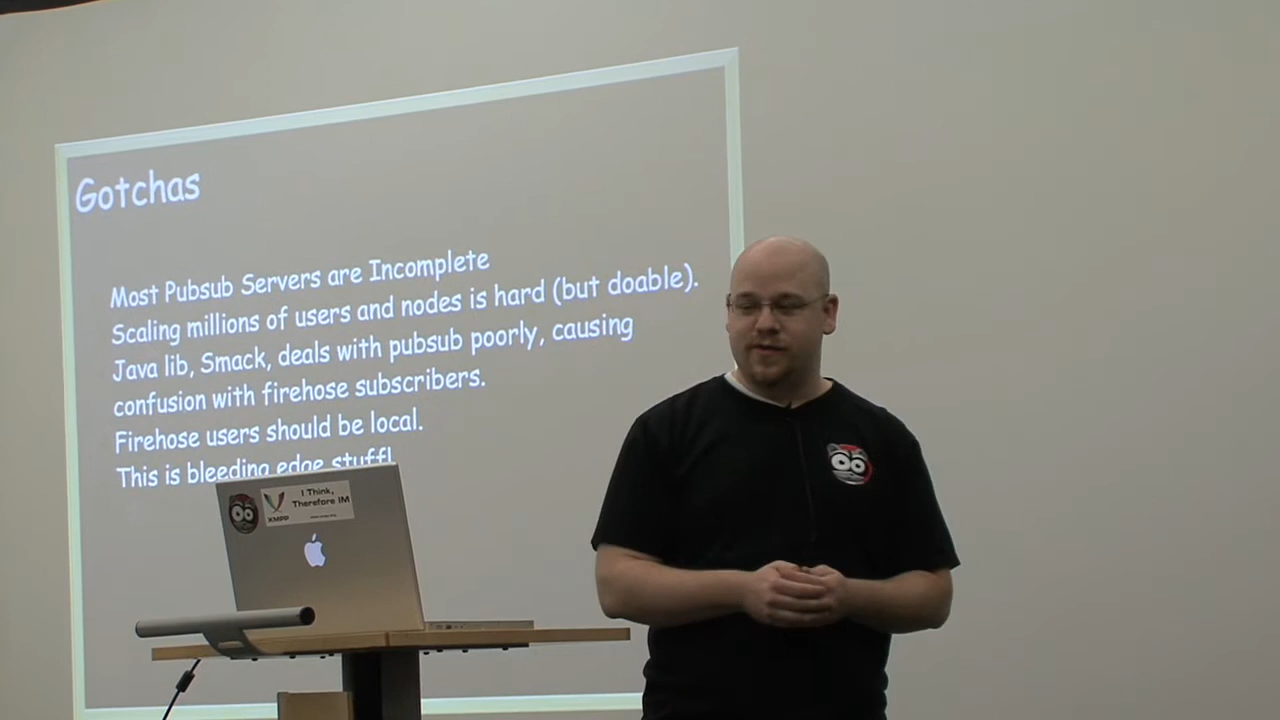 Gotchas
Most Pubsub Servers are Incomplete
Scaling millions of users and nodes is hard (but doable).
Java lib, Smack, deals with pubsub poorly, causing
confusion with firehose subscribers.
Firehose users should be local.
This is bleeding edge stuff!
I Think,
Therefore IM
XMPP